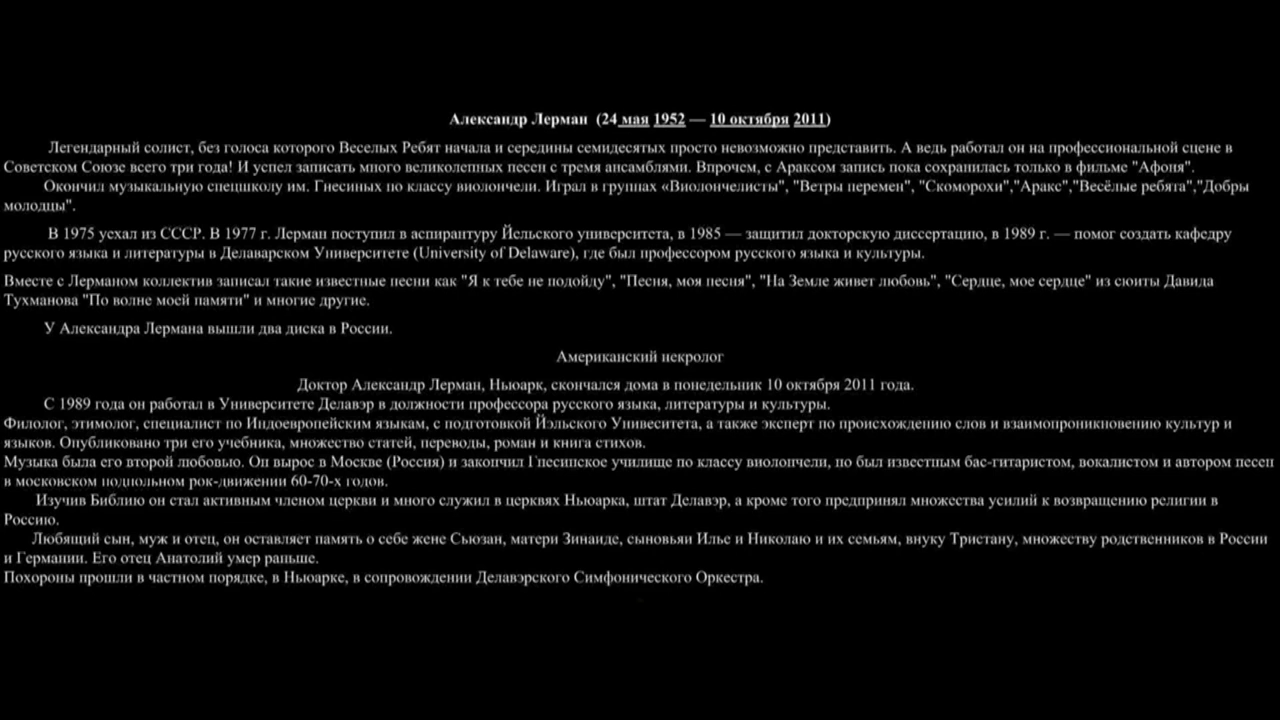 Александр Лерман (24 мая 1952 — 10 октября 2011)
Легендарный солист, без голоса которого Веселых Ребят начала и середины семидесятых просто невозможно представить. А ведь работал он на профессиональной сцене в
Советском Союзе всего три года! И успел записать много великолепных песен с тремя ансамблями. Впрочем, с Араксом запись пока сохранилась только в фильме "Афоня".
Окончил музыкальную спецшколу им. Гнесиных по классу виолончели. Играл в группах «Виолончелисты", "Ветры перемен", "Скоморохи","Аракс","Весёлые ребята","Добры
молодцы".
В 1975 уехал из СССР. В 1977 г. Лерман поступил в аспирантуру Йельского университета, в 1985 — защитил докторскую диссертацию, в 1989 г. — помог создать кафедру
русского языка и литературы в Делаварском Университете (University of Delaware), где был профессором русского языка и культуры.
Вместе с Лерманом коллектив записал такие известные песни как "Я к тебе не подойду", "Песня, моя песня", "На Земле живет любовь", "Сердце, мое сердце" из сюиты Давида
Тухманова "По волне моей памяти" и многие другие.
У Александра Лермана вышли два диска в России.
Американский некролог
Доктор Александр Лерман, Ньюарк, скончался дома в понедельник 10 октября 2011 года.
С 1989 года он работал в Университете Делавэр в должности профессора русского языка, литературы и культуры.
Филолог, этимолог, специалист по Индоевропейским языкам, с подготовкой Йэльского Унивеситета, а также эксперт по происхождению слов и взаимопроникновению культур и
языков. Опубликовано три его учебника, множество статей, переводы, роман и книга стихов.
Музыка была его второй любовью. Он вырос в Москве (Россия) и закончил Гнесинское училище по классу виолончели, но был известным бас-гитаристом, вокалистом и автором песен
в московском подпольном рок-движении 60-70-х годов.
Изучив Библию он стал активным членом церкви и много служил в церквях Ньюарка, штат Делавэр, а кроме того предпринял множества усилий к возвращению религии в
Россию.
Любящий сын, муж и отец, он оставляет память о себе жене Сьюзан, матери Зинаиде, сыновьяи Илье и Николаю и их семьям, внуку Тристану, множеству родственников в России
и Германии. Его отец Анатолий умер раньше.
Похороны прошли в частном порядке, в Ньюарке, в сопровождении Делавэрского Симфонического Оркестра.